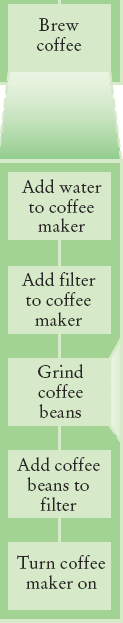 Brew
coffee
Add water
to coffee
maker
Add filter
to coffee
maker
Grind
coffee
beans
Add coffee
beans to
filter
Turn coffee
maker on